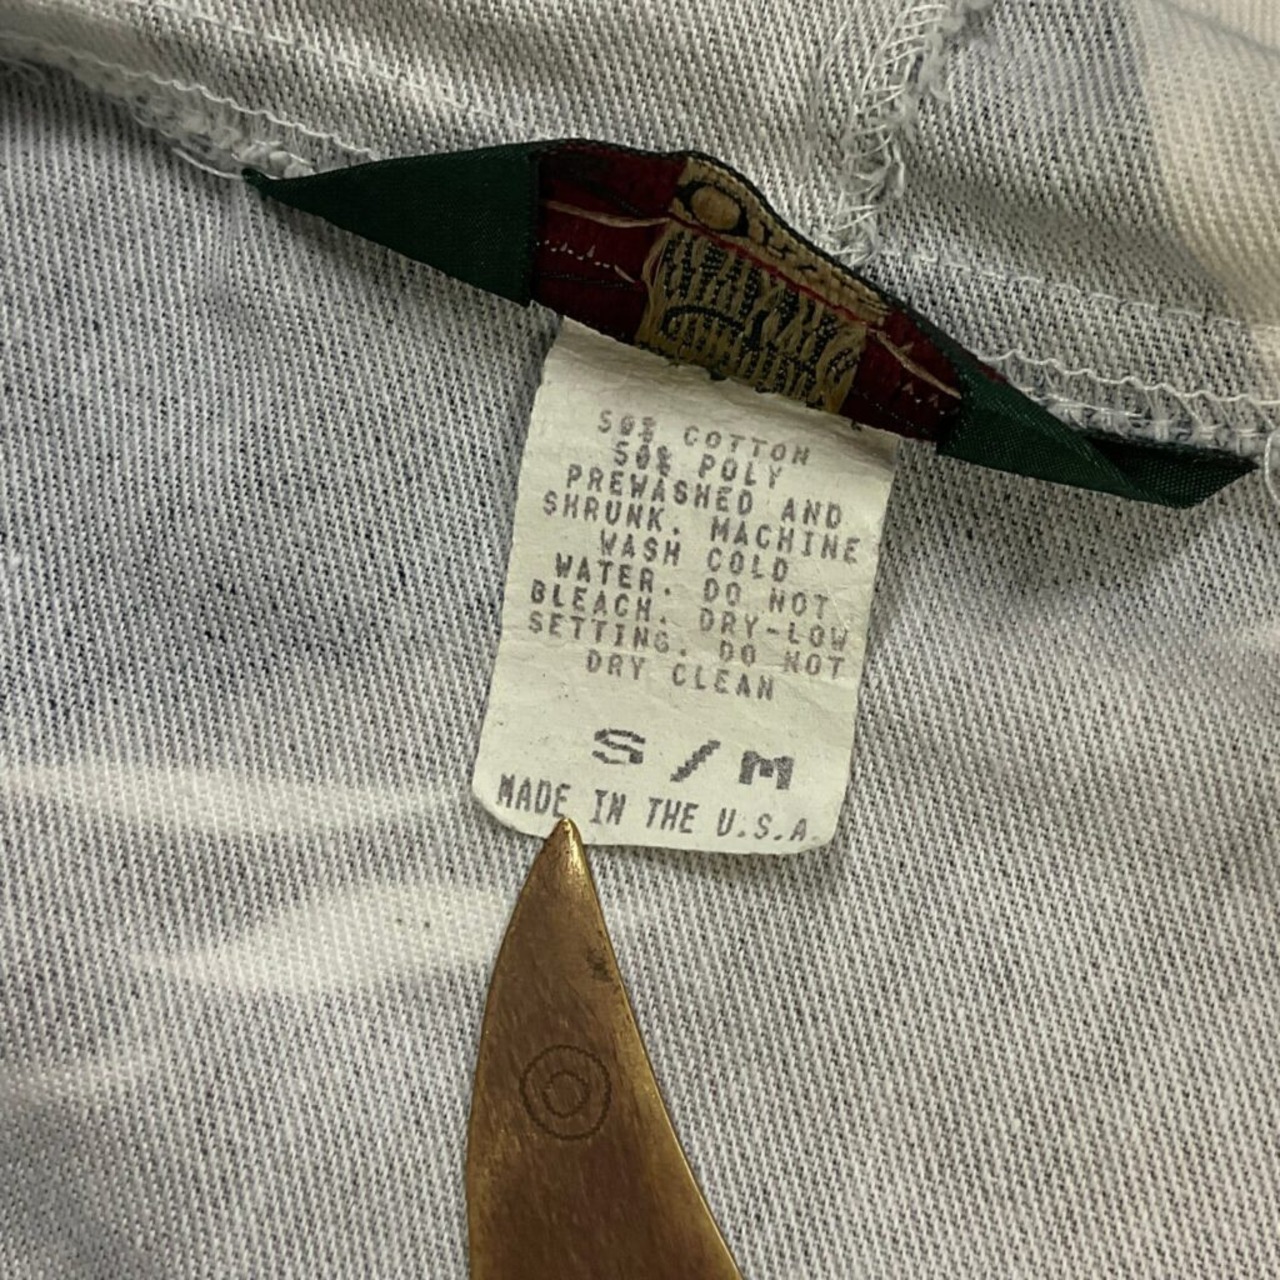 50% COTTON
50% POLY
PREWASHED AND
SHRUNK. MACHINE
WASH COLD
WATER. DO NOT
BLEACH. DRY-LOW
SETTING. DO NOT
DRY CLEAN
S/M
MADE IN THE U.S.A.